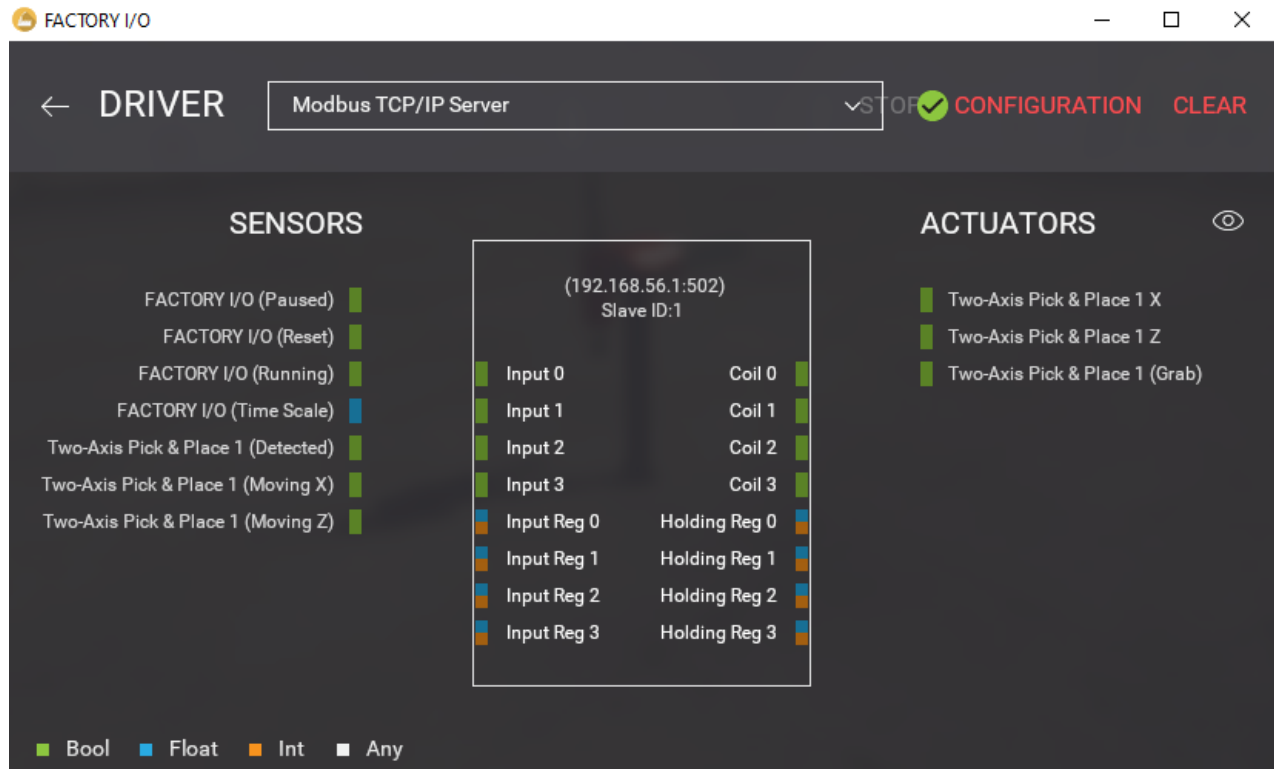 FACTORY I/O
DRIVER
Modbus TCP/IP Server
STOP
CONFIGURATION
CLEAR
SENSORS
FACTORY I/O (Paused)
FACTORY I/O (Reset)
FACTORY I/O (Running)
FACTORY I/O (Time Scale)
Two-Axis Pick & Place 1 (Detected)
Two-Axis Pick & Place 1 (Moving X)
Two-Axis Pick & Place 1 (Moving Z)
(192.168.56.1:502)
Slave ID:1
Input 0 Coil 0
Input 1 Coil 1
Input 2 Coil 2
Input 3 Coil 3
Input Reg 0 Holding Reg 0
Input Reg 1 Holding Reg 1
Input Reg 2 Holding Reg 2
Input Reg 3 Holding Reg 3
ACTUATORS
Two-Axis Pick & Place 1 X
Two-Axis Pick & Place 1 Z
Two-Axis Pick & Place 1 (Grab)
Bool Float Int Any